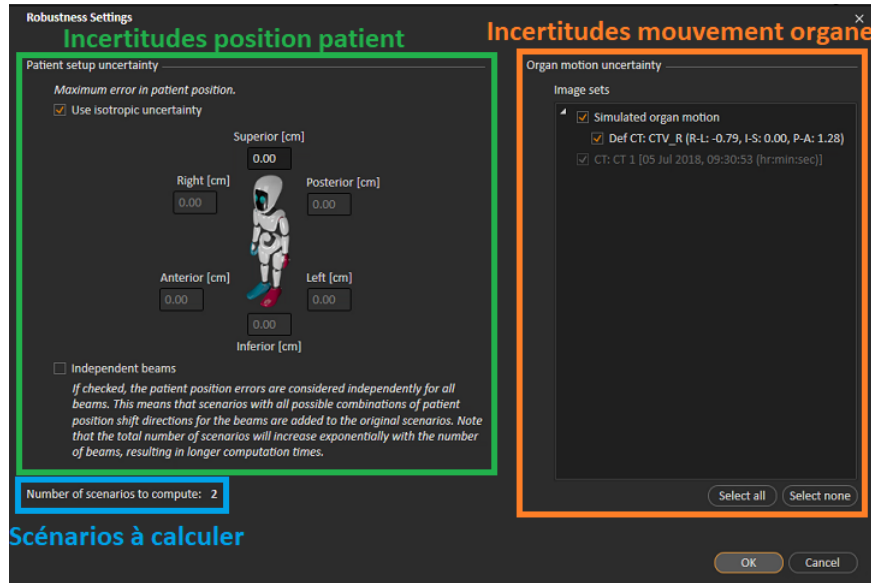 Robustness Settings
Incertitudes position patient
Incertitudes mouvement organe
Patient setup uncertainty
Maximum error in patient position.
Use isotropic uncertainty
Superior [cm]
0.00
Right [cm]
0.00
Posterior [cm]
0.00
Anterior [cm]
0.00
Left [cm]
0.00
0.00
Inferior [cm]
Independent beams
If checked, the patient position errors are considered independently for all
beams. This means that scenarios with all possible combinations of patient
position shift directions for the beams are added to the original scenarios. Note
that the total number of scenarios will increase exponentially with the number
of beams, resulting in longer computation times.
Organ motion uncertainty
Image sets
Simulated organ motion
Def CT: CTV_R (R-L: -0.79, I-S: 0.00, P-A: 1.28)
CT: CT 1 [05 Jul 2018, 09:30:53 (hr:min:sec)]
Select all
Select none
Number of scenarios to compute: 2
Scénarios à calculer
OK
Cancel